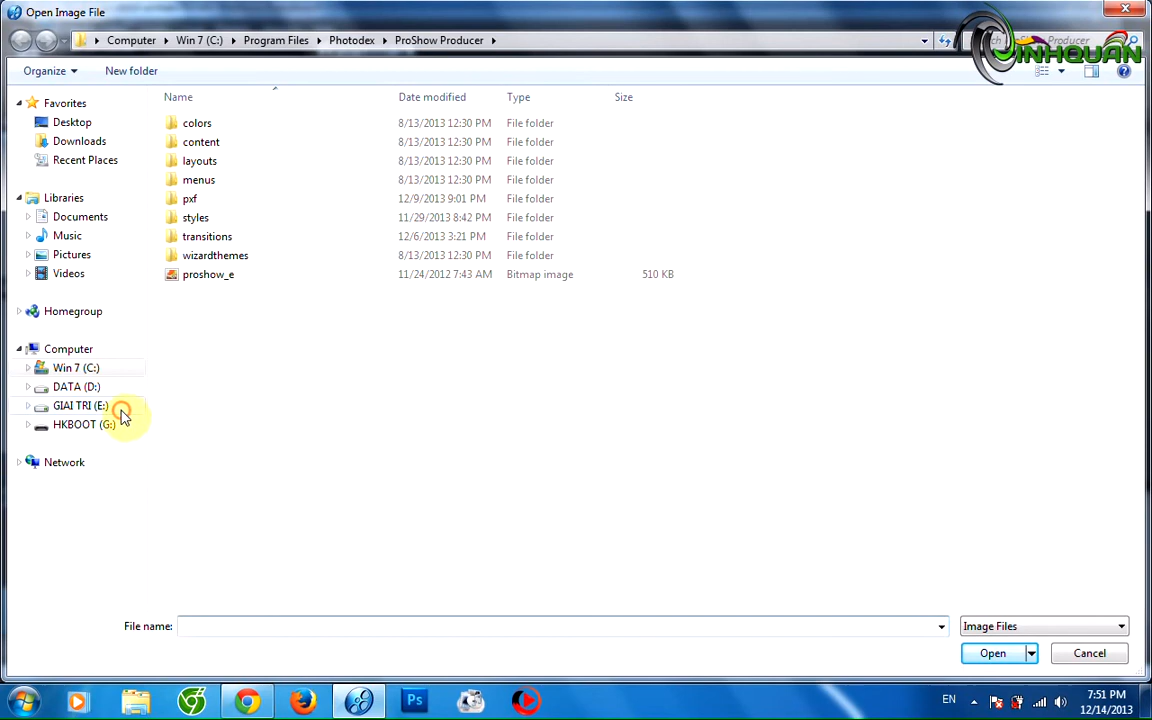 Open Image File
Computer Win 7 (C:) Program Files Photodex ProShow Producer
Producer
INHQUAN
Organize New folder
Name Date modified Type Size
Favorites
Desktop
Downloads
Recent Places
Libraries
Documents
Music
Pictures
Videos
Homegroup
Computer
Win 7 (C:)
DATA (D:)
GIAI TRI (E:)
HKBOOT (G:)
Network
colors 8/13/2013 12:30 PM File folder
content 8/13/2013 12:30 PM File folder
layouts 8/13/2013 12:30 PM File folder
menus 8/13/2013 12:30 PM File folder
pxf 12/9/2013 9:01 PM File folder
styles 11/29/2013 8:42 PM File folder
transitions 12/6/2013 3:21 PM File folder
wizardthemes 8/13/2013 12:30 PM File folder
proshow_e 11/24/2012 7:43 AM Bitmap image 510 KB
File name: Image Files
Open Cancel
Ps EN 7:51 PM
12/14/2013